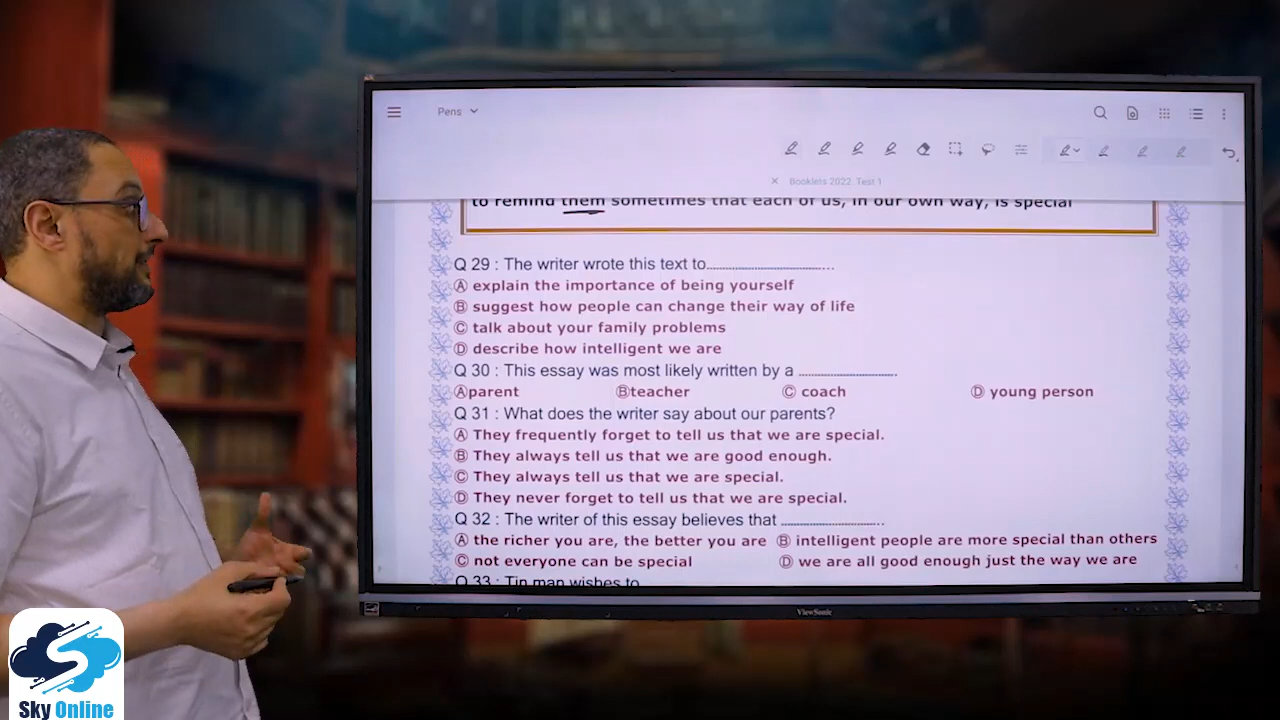 Pens
Booklets 2022. Test 1
to remind them sometimes that each of us, in our own way, is special
Q 29 : The writer wrote this text to..............................
Ⓐ explain the importance of being yourself
Ⓑ suggest how people can change their way of life
Ⓒ talk about your family problems
Ⓓ describe how intelligent we are
Q 30 : This essay was most likely written by a ..............................
Ⓐparent Ⓑteacher Ⓒ coach Ⓓ young person
Q 31 : What does the writer say about our parents?
Ⓐ They frequently forget to tell us that we are special.
Ⓑ They always tell us that we are good enough.
Ⓒ They always tell us that we are special.
Ⓓ They never forget to tell us that we are special.
Q 32 : The writer of this essay believes that ..............................
Ⓐ the richer you are, the better you are Ⓑ intelligent people are more special than others
Ⓒ not everyone can be special Ⓓ we are all good enough just the way we are
Q 33 : Tin man wishes to
ViewSonic
Sky Online